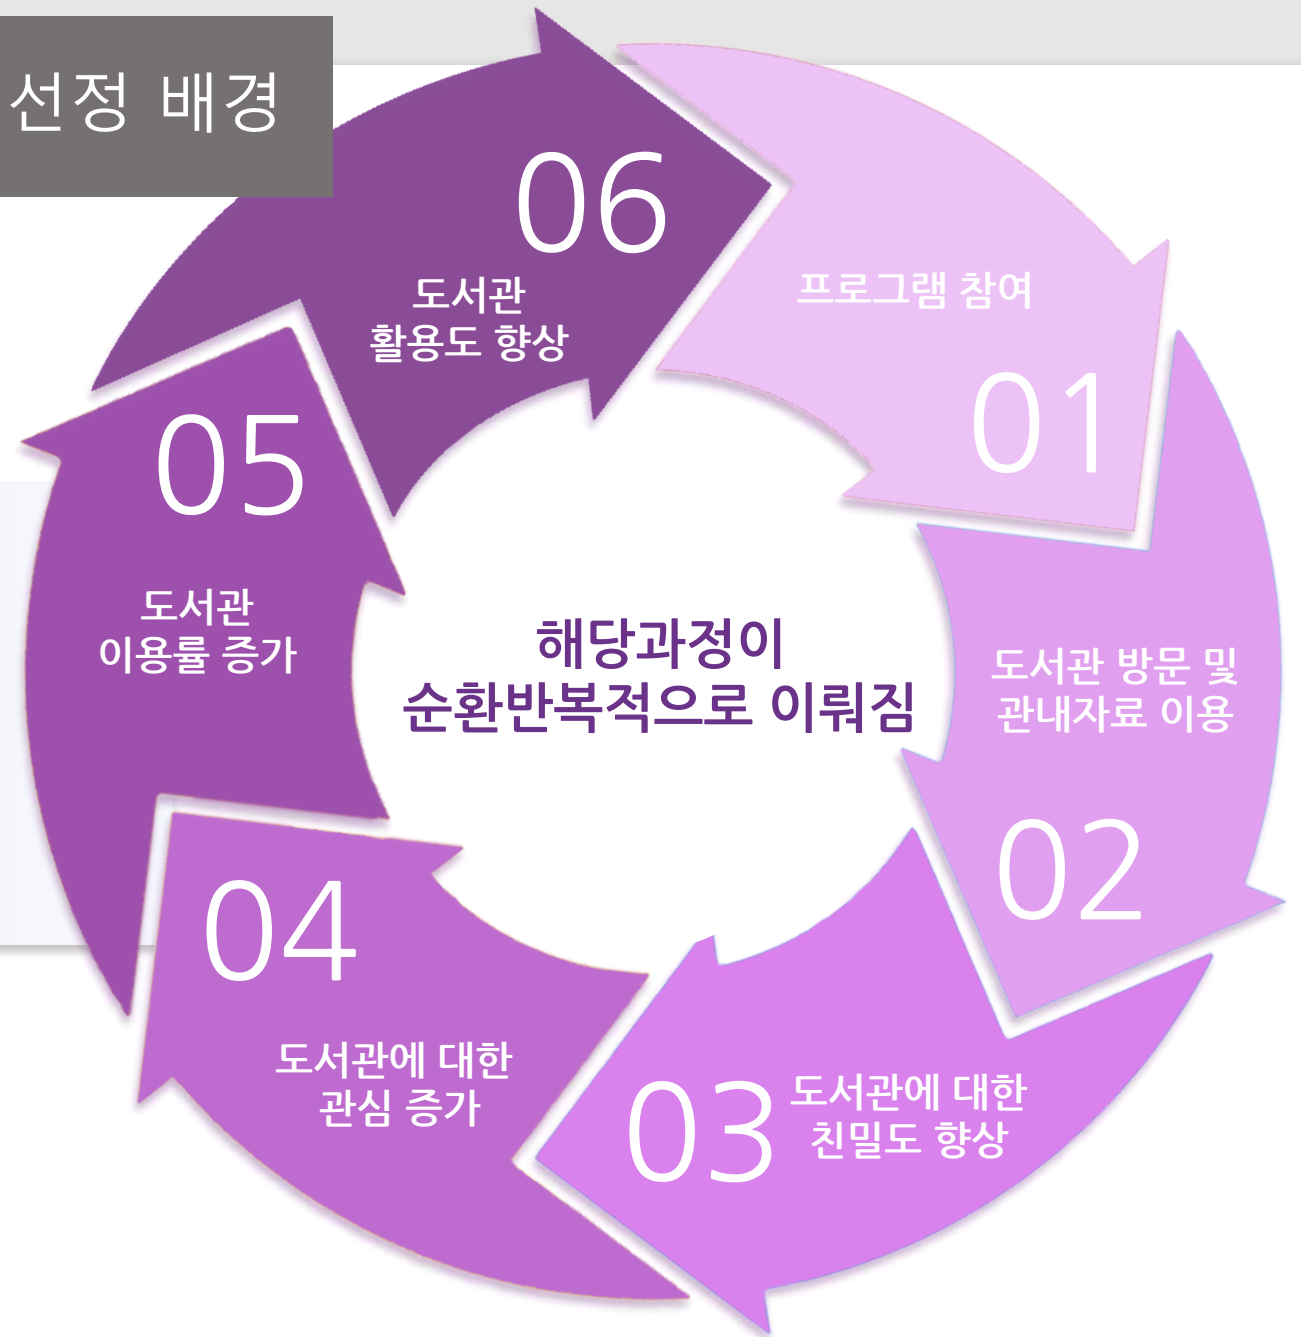 선정 배경
프로그램 참여
01
도서관 방문 및
관내자료 이용
02
03
도서관에 대한
친밀도 향상
04
도서관에 대한
관심 증가
05
도서관
이용률 증가
06
도서관
활용도 향상
해당과정이
순환반복적으로 이뤄짐